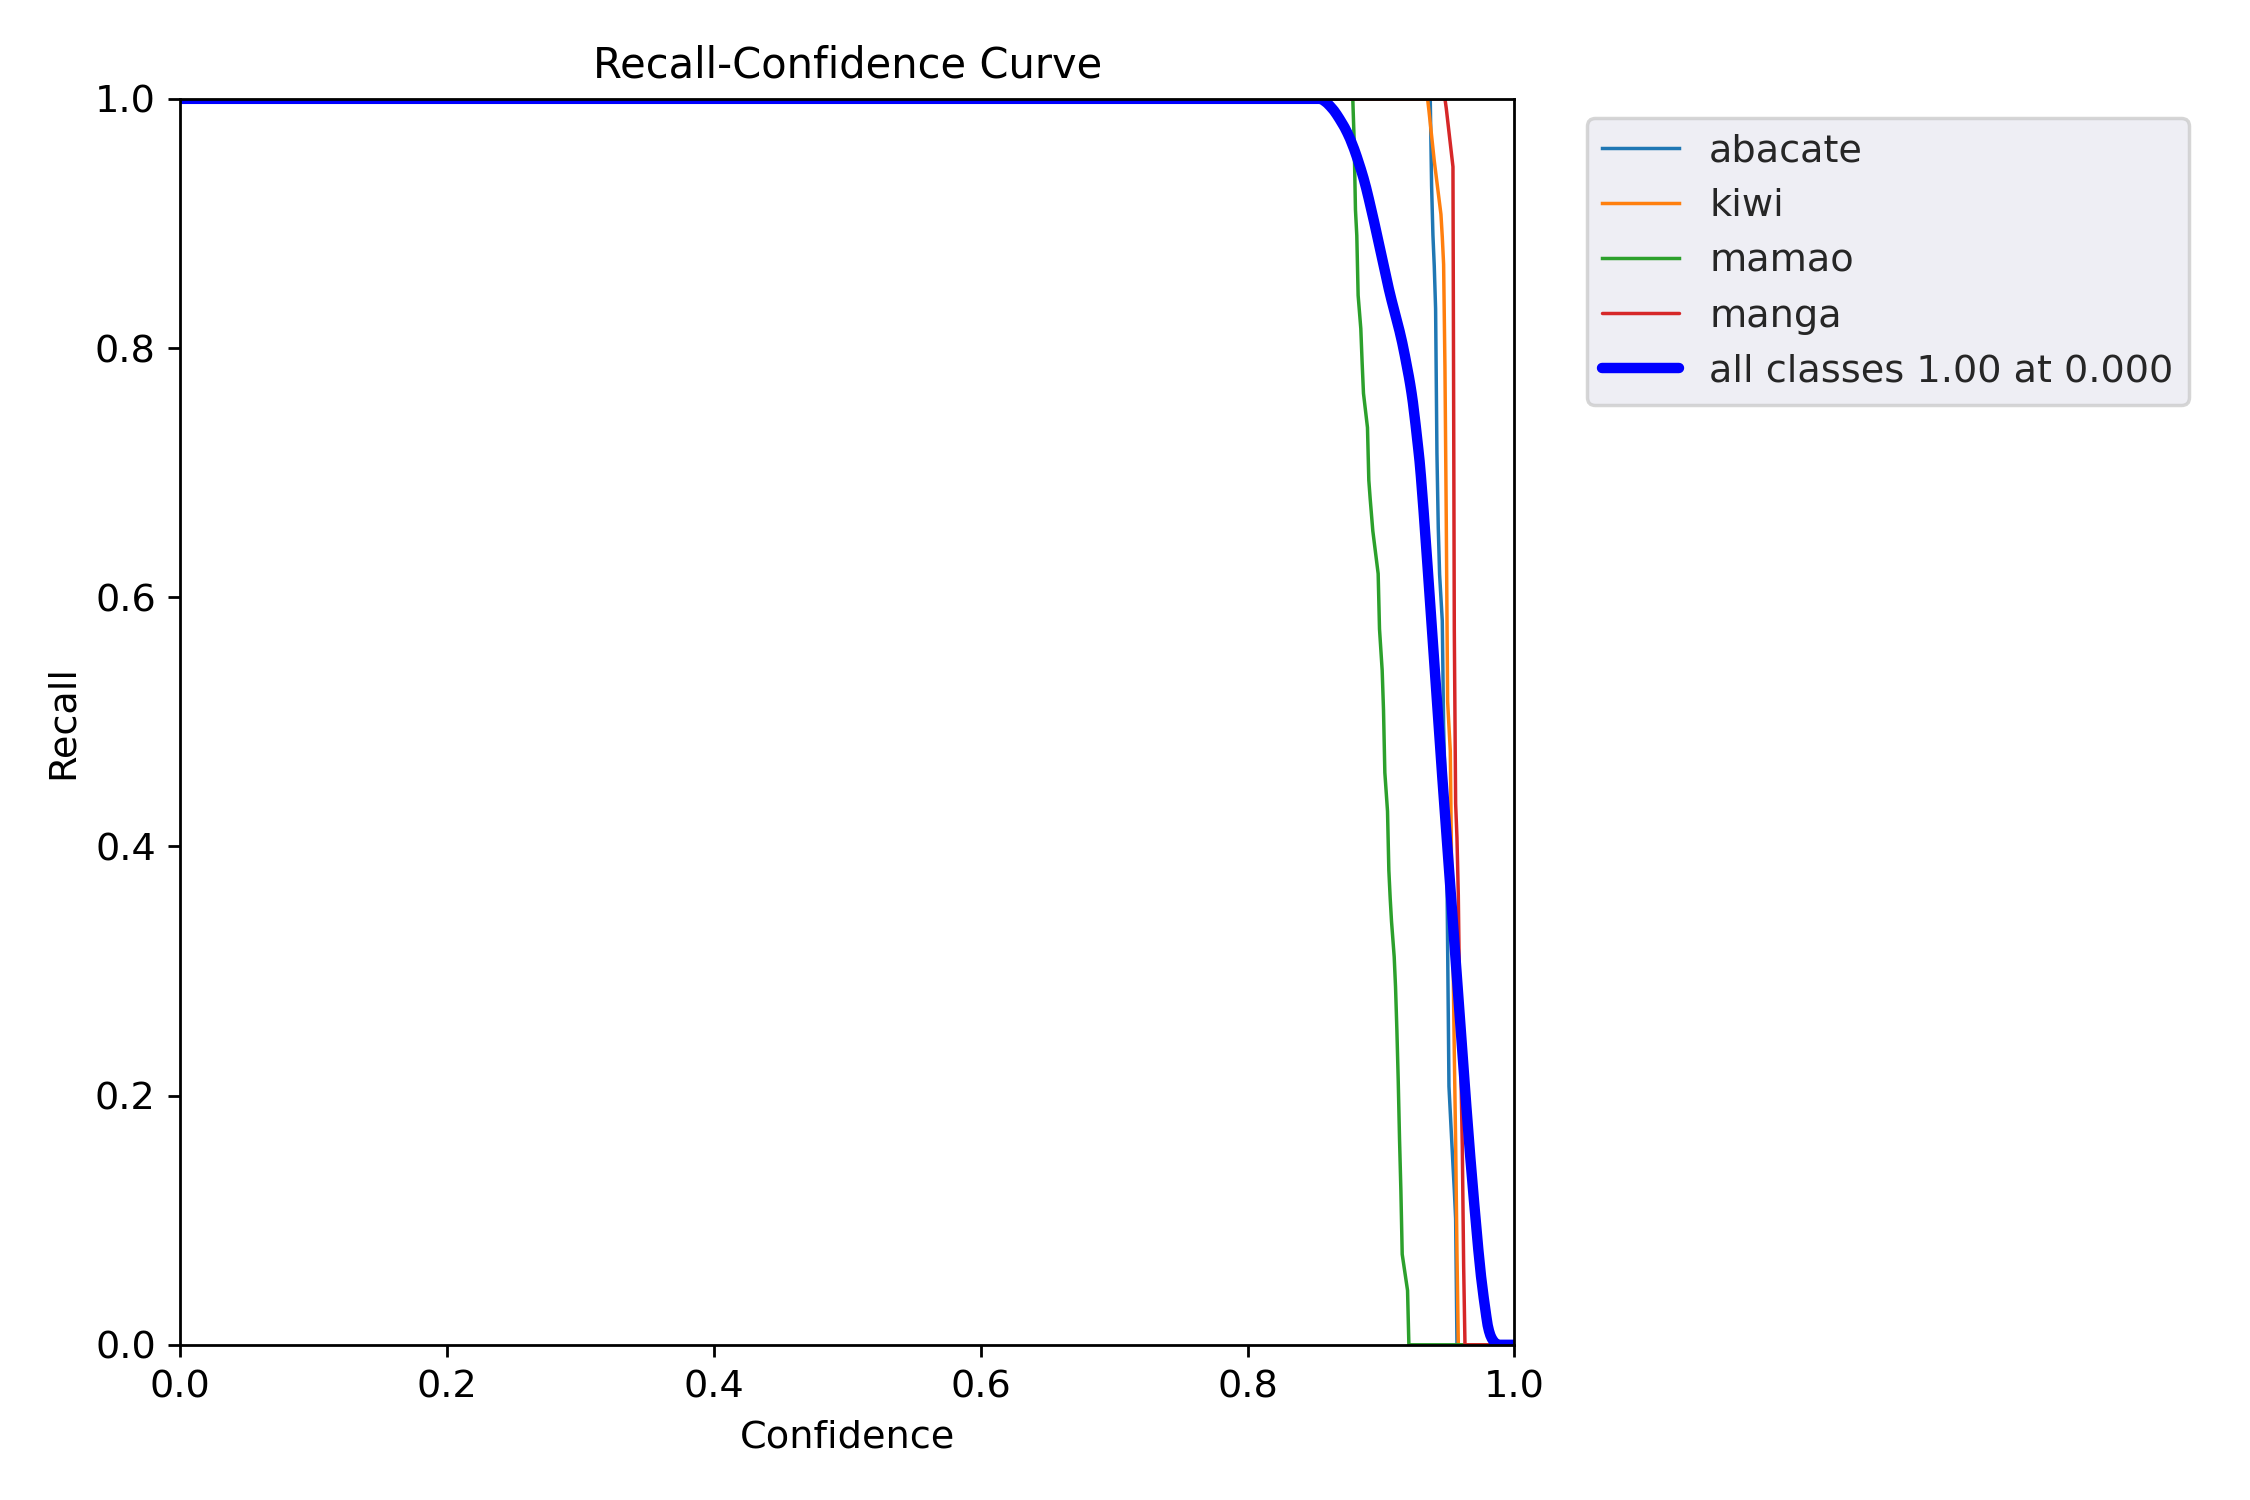 Recall-Confidence Curve
1.0
0.8
0.6
0.4
0.2
0.0
Recall
0.0 0.2 0.4 0.6 0.8 1.0
Confidence
abacate
kiwi
mamao
manga
all classes 1.00 at 0.000